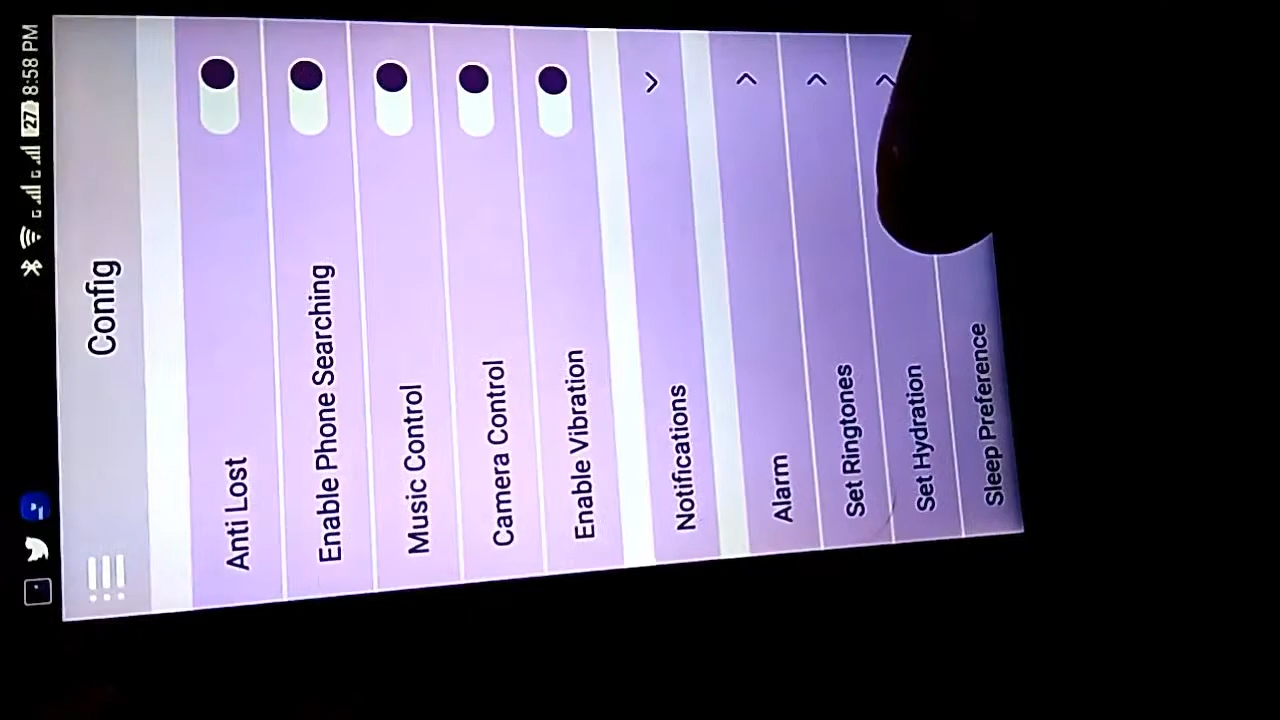 27 8:58 PM
Config
Anti Lost
Enable Phone Searching
Music Control
Camera Control
Enable Vibration
Notifications
Alarm
Set Ringtones
Set Hydration
Sleep Preference